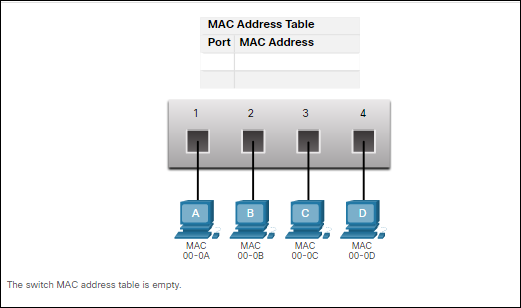 MAC Address Table
Port MAC Address
1 2 3 4
A B C D
MAC MAC MAC MAC
00-0A 00-0B 00-0C 00-0D
The switch MAC address table is empty.